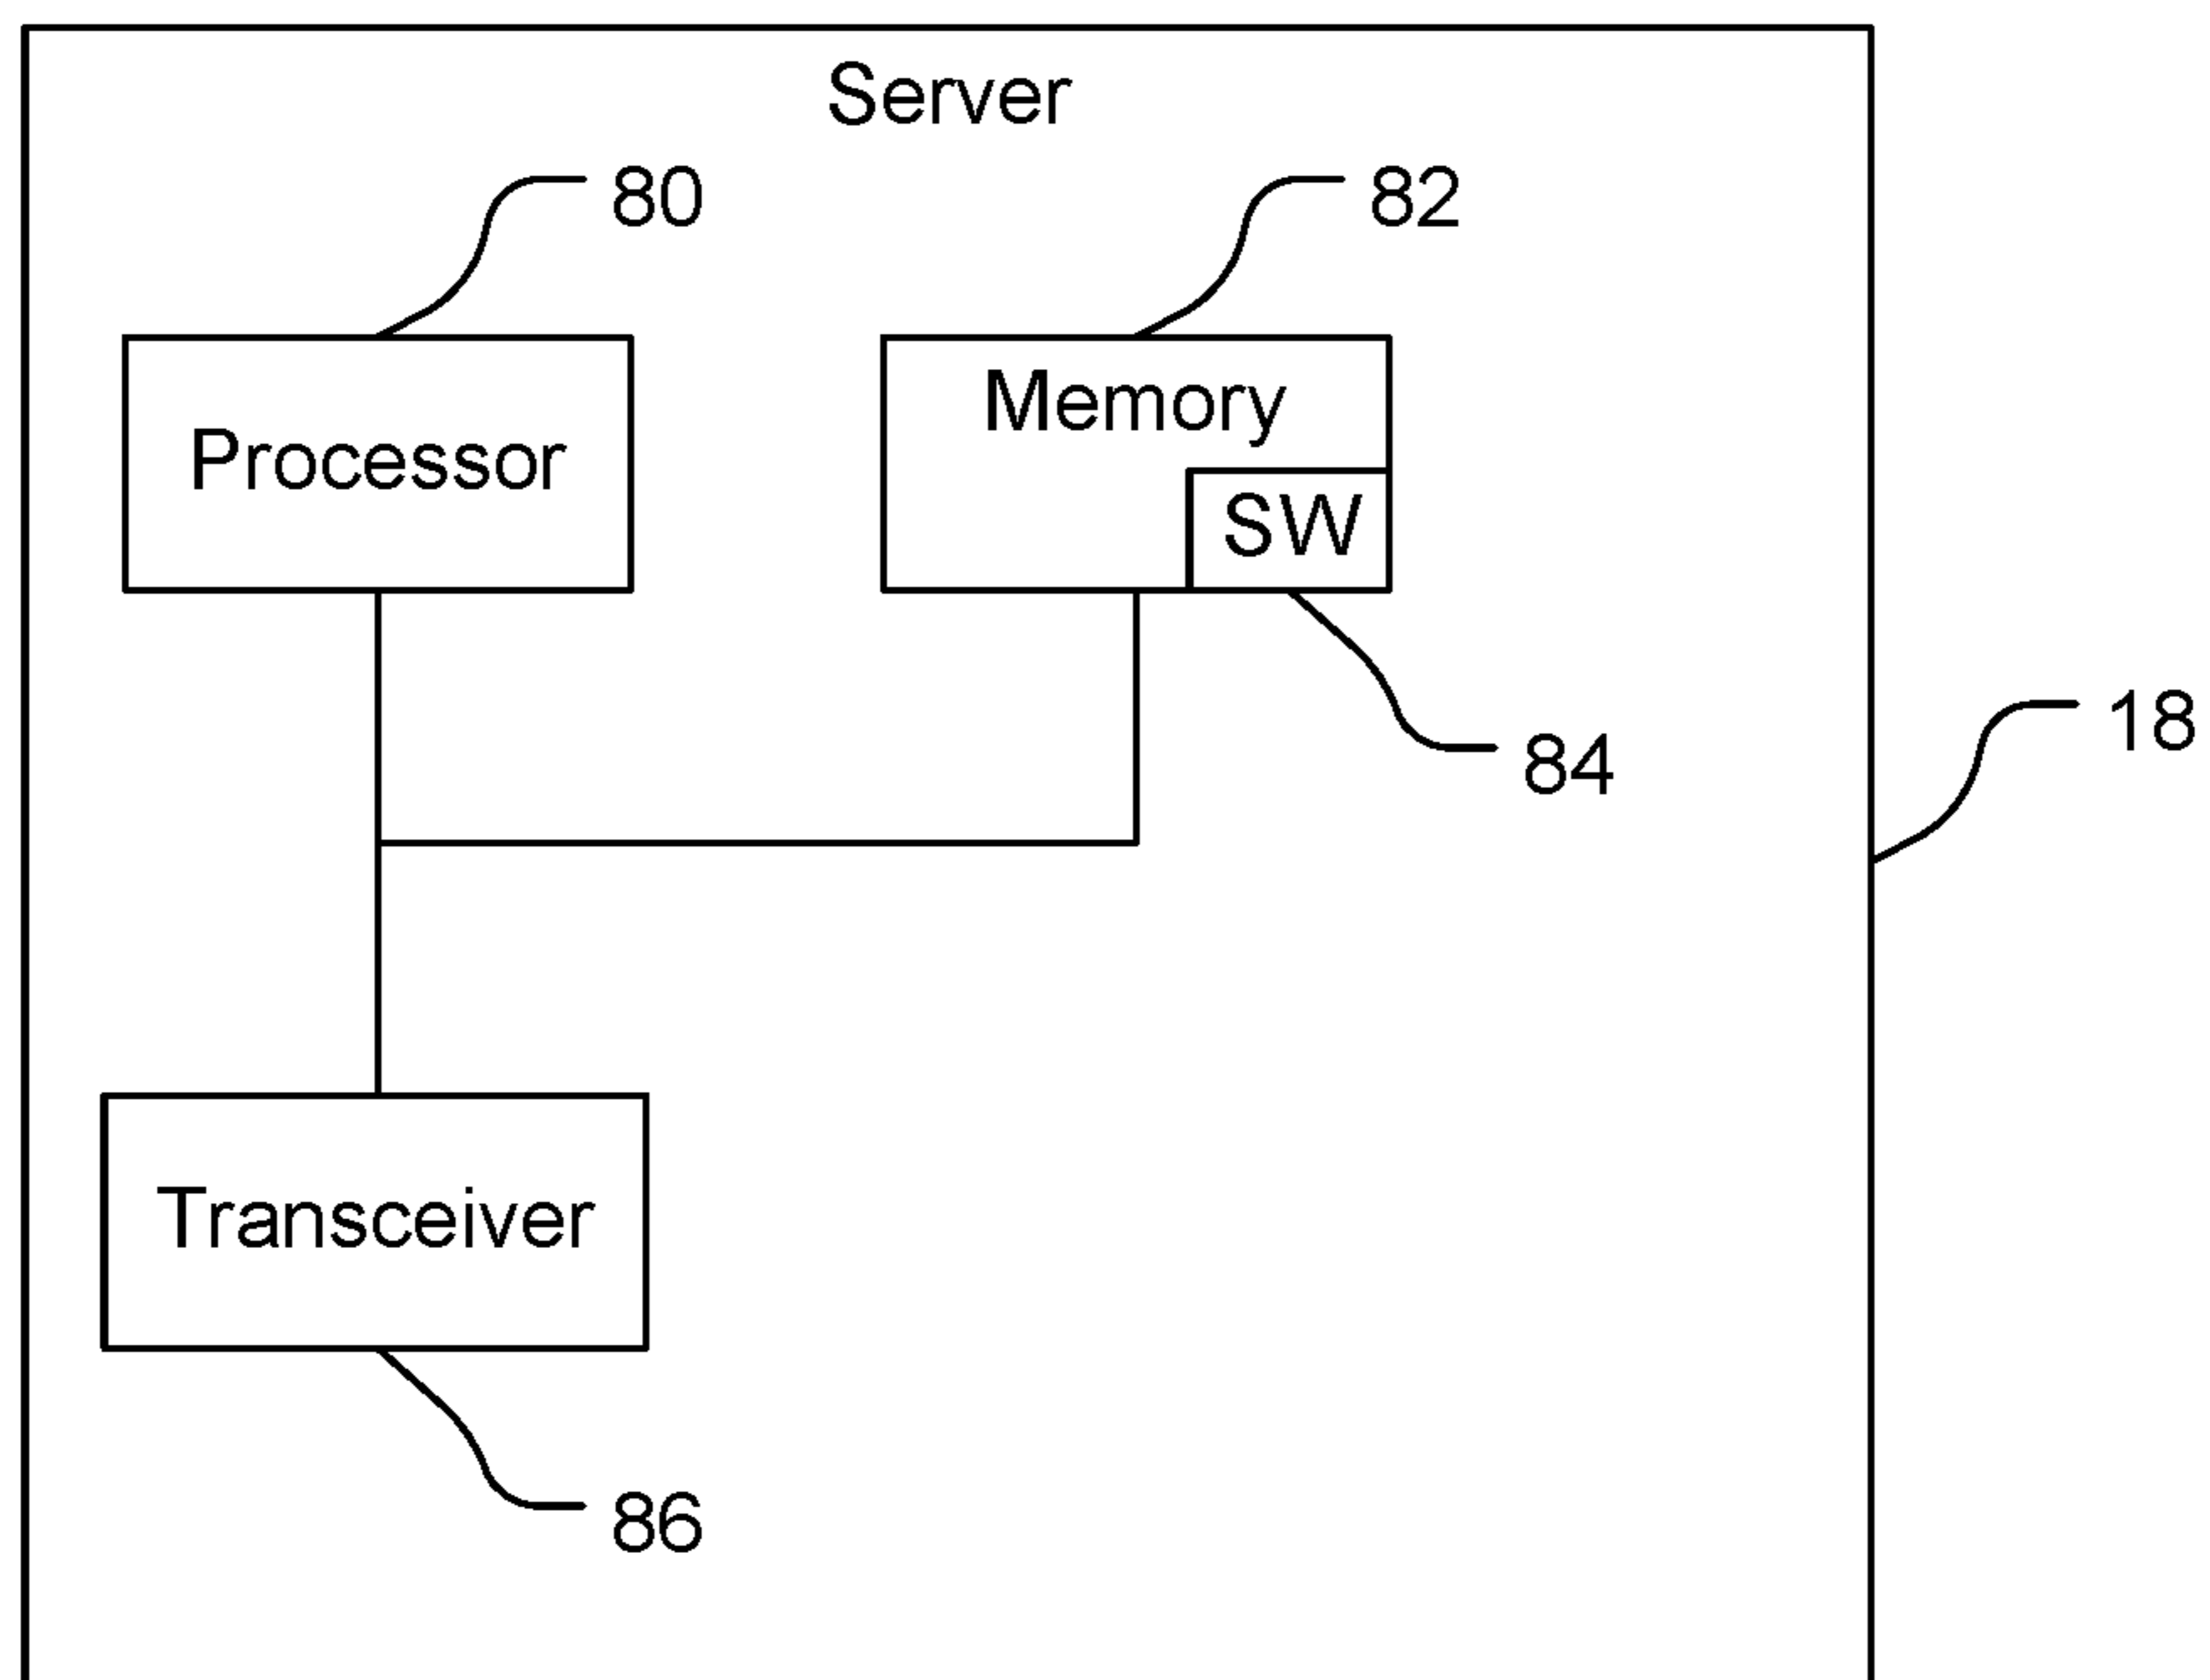 Server
80
82
Processor
Memory
SW
18
84
Transceiver
86